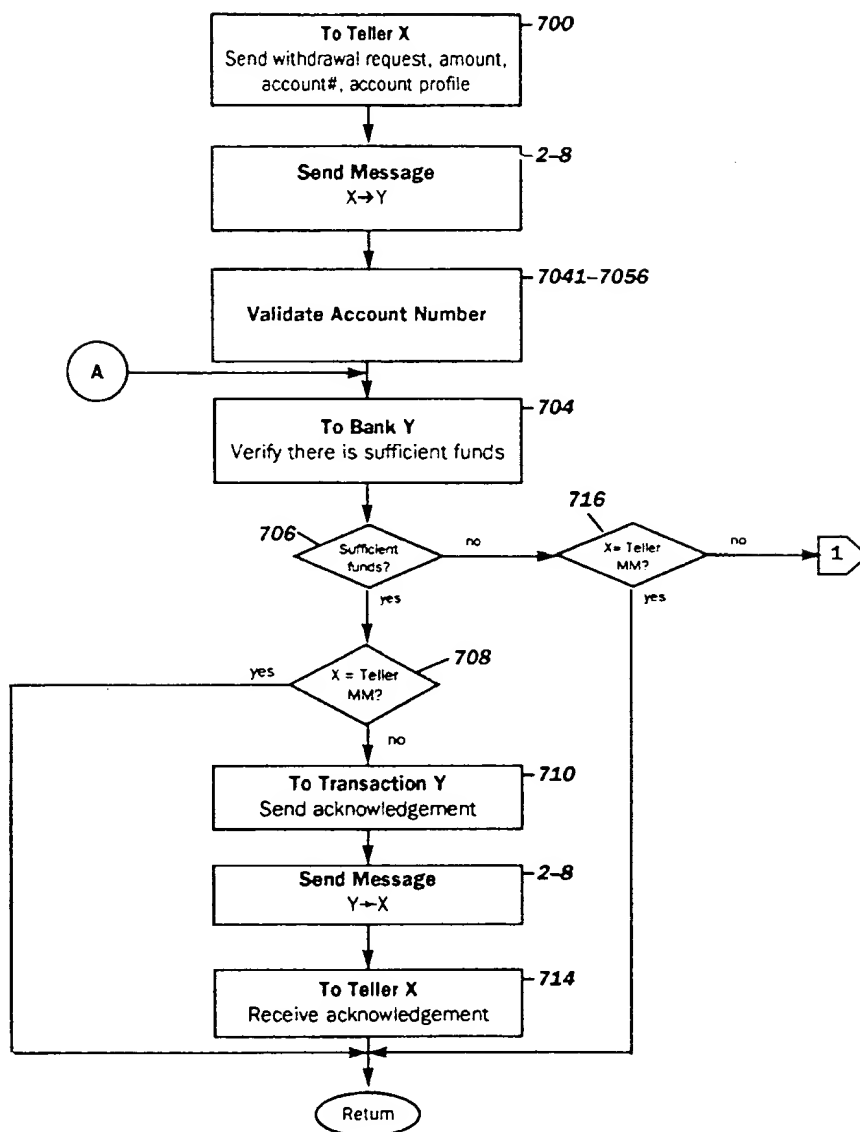 To Teller X
700
Send withdrawal request, amount,
account#, account profile
Send Message
2–8
X→Y
Validate Account Number
7041–7056
A
To Bank Y
704
Verify there is sufficient funds
706
Sufficient
funds?
no
716
X= Teller
MM?
no
1
yes
yes
yes
X = Teller
MM?
708
no
To Transaction Y
710
Send acknowledgement
Send Message
2–8
Y→X
To Teller X
714
Receive acknowledgement
Return